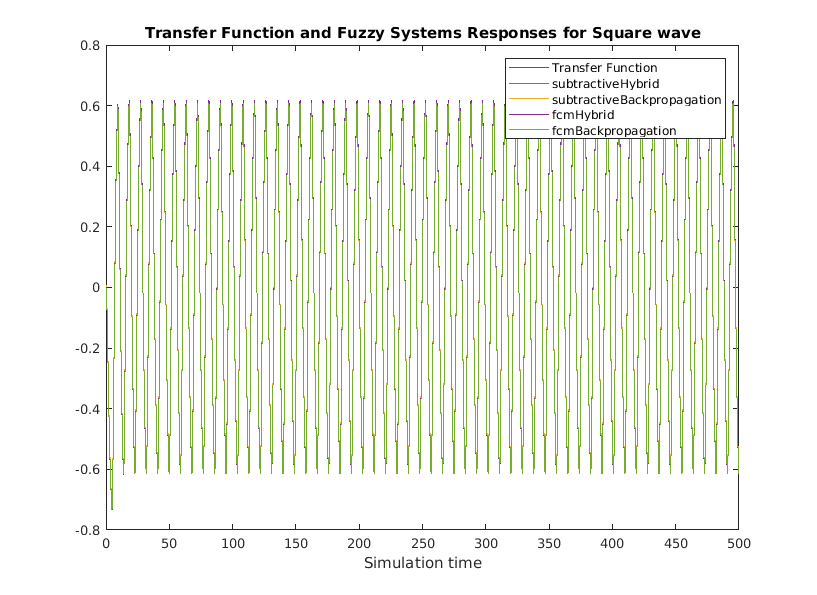 Transfer Function and Fuzzy Systems Responses for Square wave
0.8
0.6
0.4
0.2
0
-0.2
-0.4
-0.6
-0.8
Transfer Function
subtractiveHybrid
subtractiveBackpropagation
fcmHybrid
fcmBackpropagation
0 50 100 150 200 250 300 350 400 450 500
Simulation time